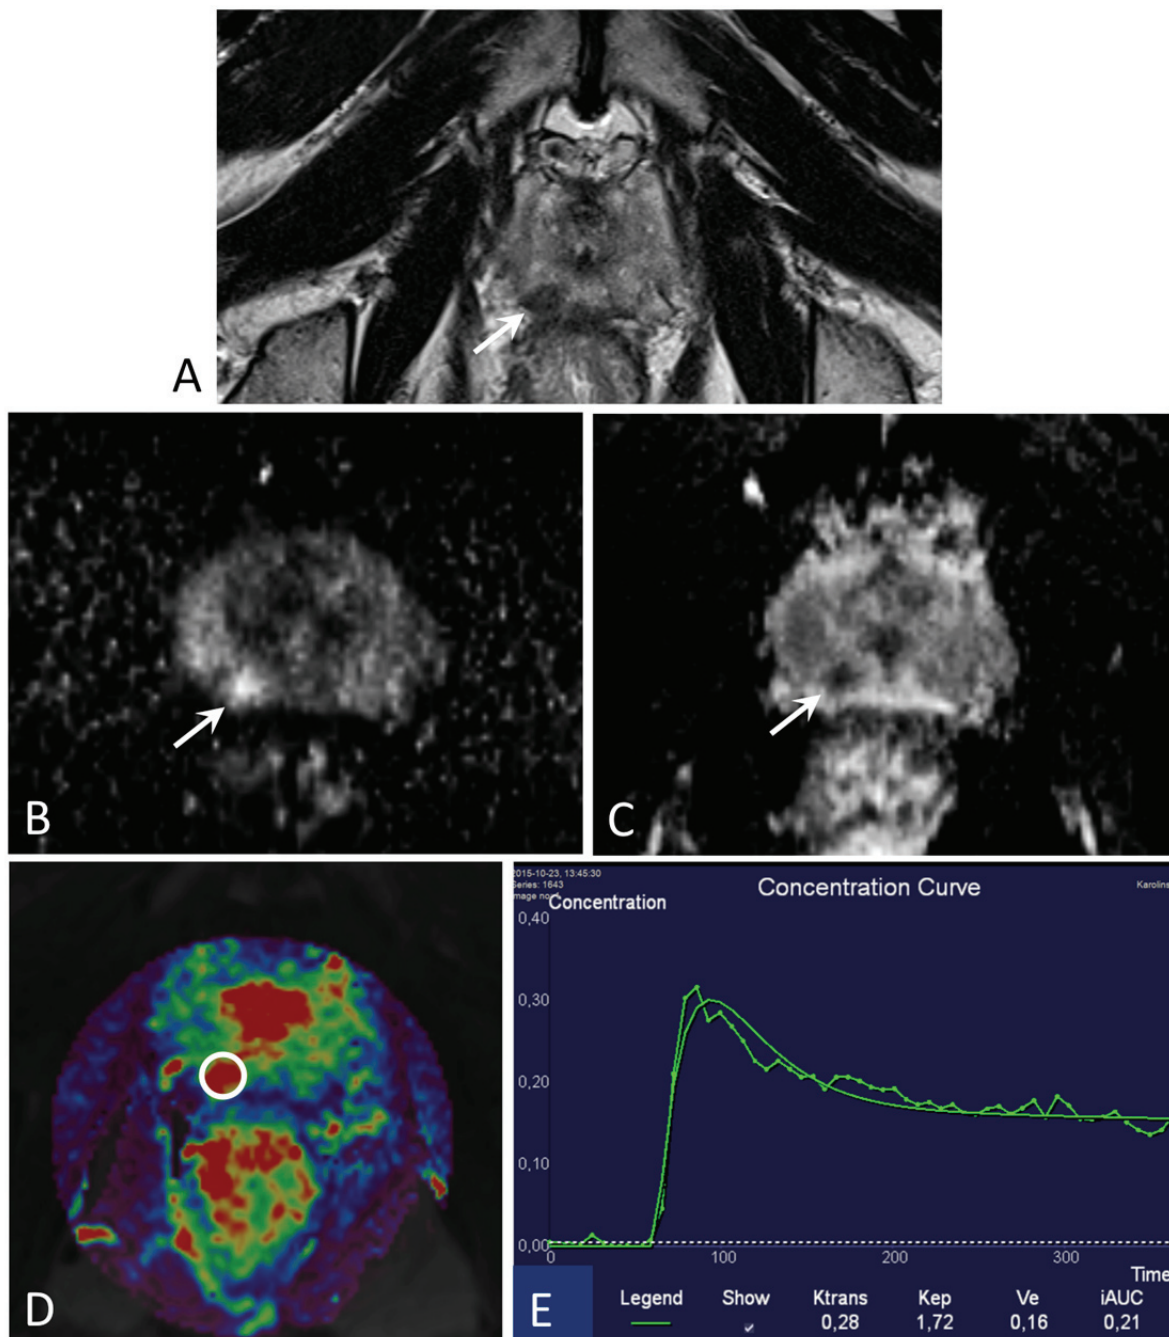 A
B
C
D
2015-10-23, 13:45:30
Series: 1643
Concentration Curve
Karolins
Concentration
0,40
0,30
0,20
0,10
0,00
0
100
200
300
Time
E
Legend Show Ktrans Kep Ve iAUC
0,28 1,72 0,16 0,21